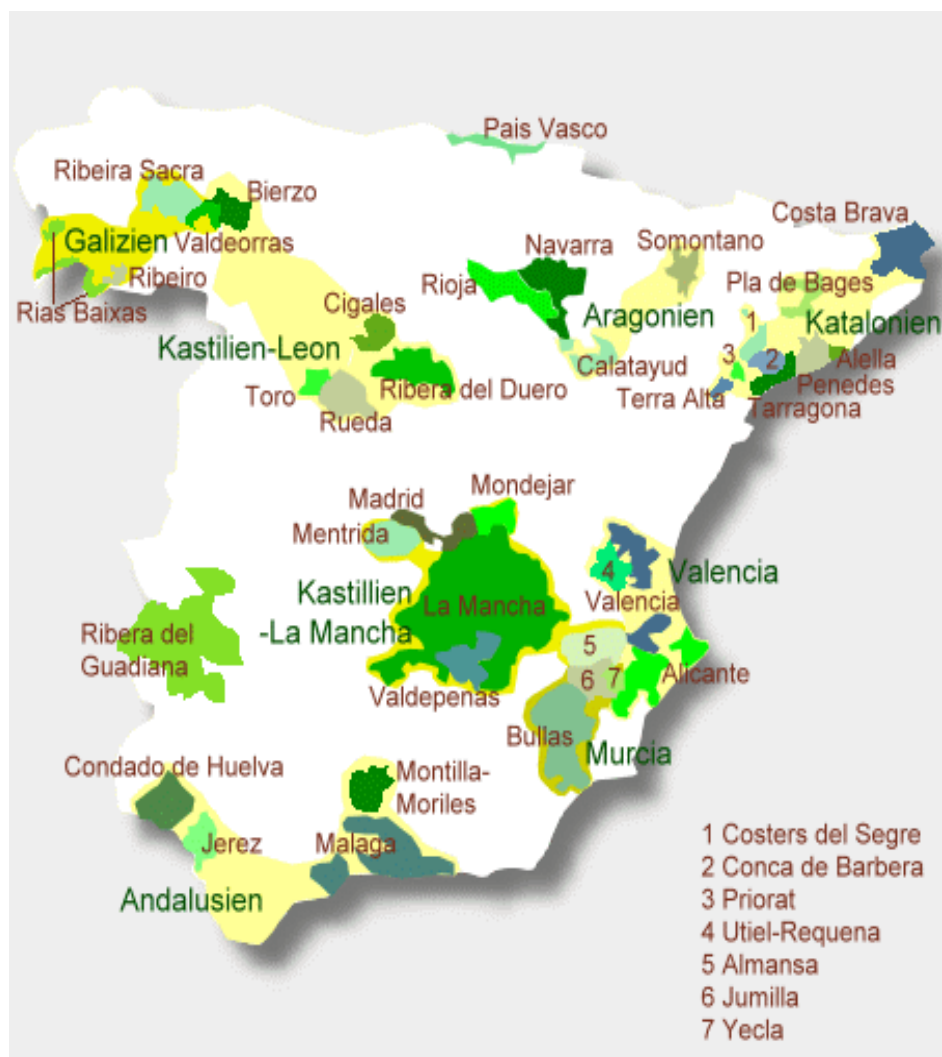 Pais Vasco
Ribeira Sacra
Bierzo
Costa Brava
Galizien
Valdeorras
Navarra
Somontano
Ribeiro
Rioja
Pla de Bages
Rias Baixas
Cigales
Aragonien
1
Katalonien
Kastilien-Leon
Calatayud
3
2
Alella
Toro
Ribera del Duero
Terra Alta
Penedes
Rueda
Tarragona
Mondejar
Madrid
Mentrida
4
Valencia
Kastillien
-La Mancha
La Mancha
Valencia
Ribera del
Guadiana
5
6
7
Alicante
Valdepenas
Bullas
Murcia
Condado de Huelva
Montilla-
Moriles
Jerez
Malaga
Andalusien
1 Costers del Segre
2 Conca de Barbera
3 Priorat
4 Utiel-Requena
5 Almansa
6 Jumilla
7 Yecla